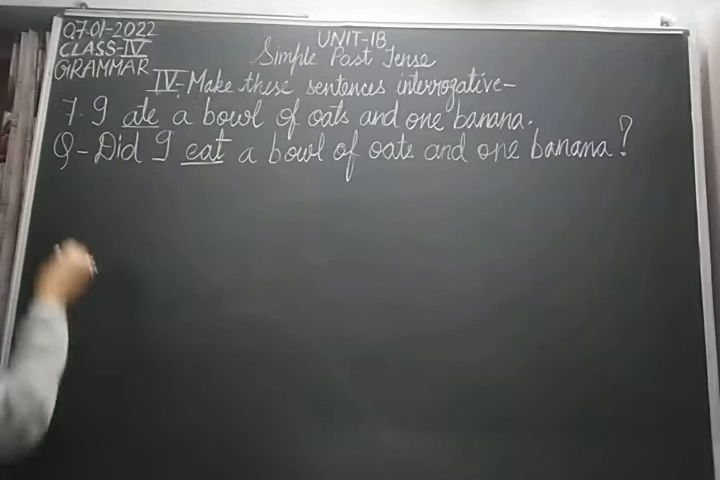 07-01-2022
UNIT-1B
CLASS-IV
Simple Past Tense
GRAMMAR
IV. Make these sentences interrogative-
7. I ate a bowl of oats and one banana.
Q- Did I eat a bowl of oats and one banana?